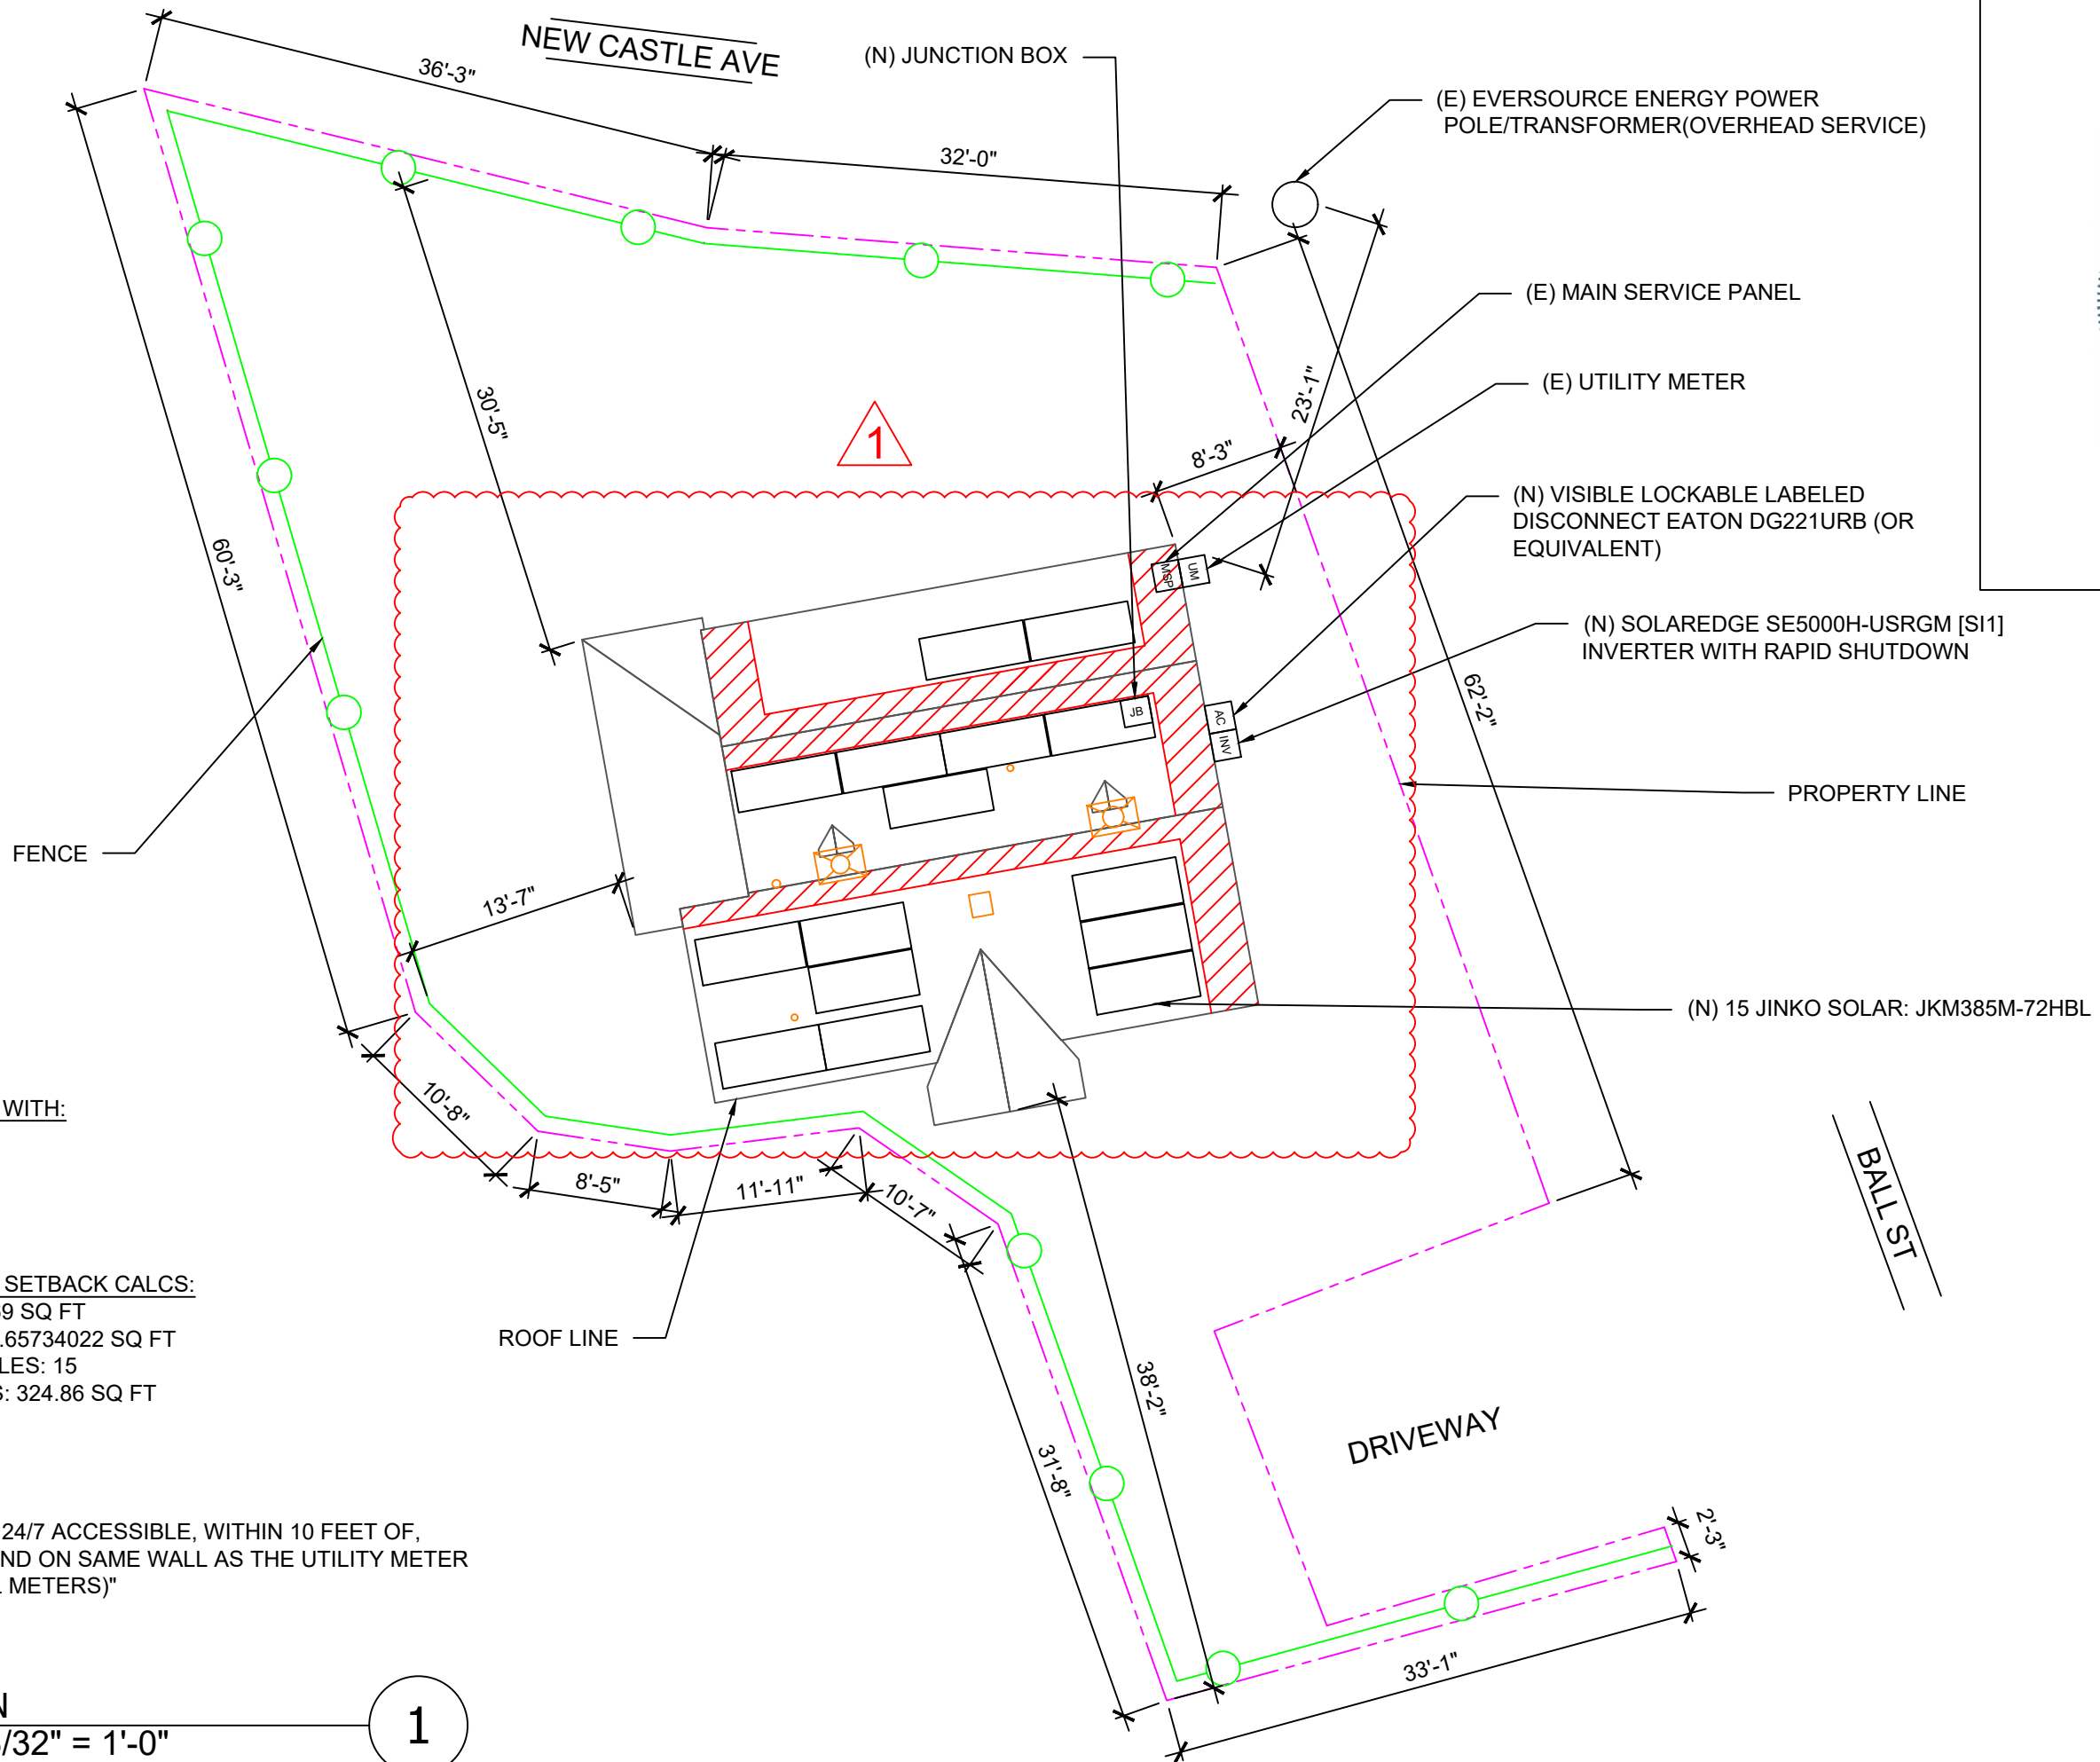 NEW CASTLE AVE
(N) JUNCTION BOX
36'-3"
(E) EVERSOURCE ENERGY POWER
POLE/TRANSFORMER(OVERHEAD SERVICE)
32'-0"
(E) MAIN SERVICE PANEL
23'-1"
(E) UTILITY METER
30'-5"
1
8'-3"
(N) VISIBLE LOCKABLE LABELED
DISCONNECT EATON DG221URB (OR
EQUIVALENT)
60'-3"
MSP
UM
(N) SOLAREDGE SE5000H-USRGM [SI1]
INVERTER WITH RAPID SHUTDOWN
62'-2"
JB
AC
INV
PROPERTY LINE
FENCE
13'-7"
(N) 15 JINKO SOLAR: JKM385M-72HBL
WITH:
10'-8"
8'-5"
11'-11"
10'-7"
BALL ST
SETBACK CALCS:
9 SQ FT
.65734022 SQ FT
LES: 15
S: 324.86 SQ FT
ROOF LINE
38'-2"
DRIVEWAY
31'-8"
24/7 ACCESSIBLE, WITHIN 10 FEET OF,
ND ON SAME WALL AS THE UTILITY METER
METERS)"
2'-3"
33'-1"
N
1
/32" = 1'-0"